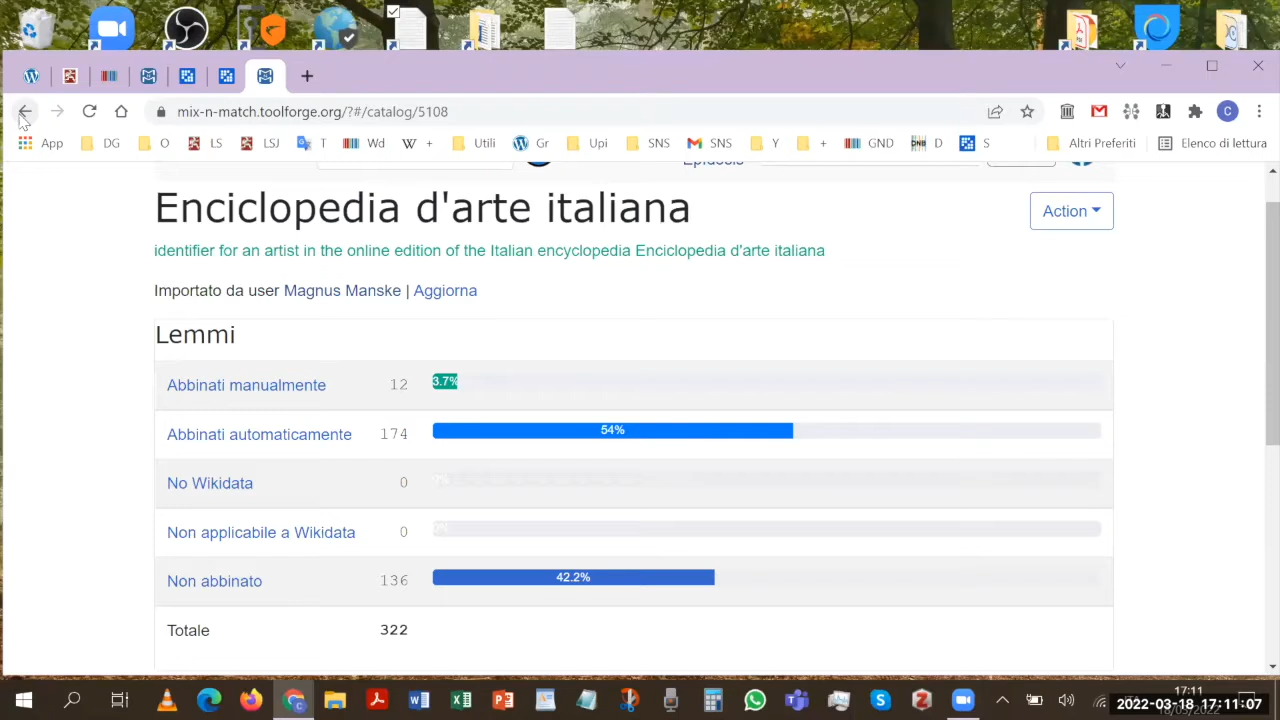 mix-n-match.toolforge.org/?#/catalog/5108
App DG O LS LSJ T Wd + Utili Gr Upi SNS SNS Y + GND D S Altri Preferiti Elenco di lettura
Epìdosis
Enciclopedia d'arte italiana
Action
identifier for an artist in the online edition of the Italian encyclopedia Enciclopedia d'arte italiana
Importato da user Magnus Manske | Aggiorna
Lemmi
Abbinati manualmente 12 3.7%
Abbinati automaticamente 174 54%
No Wikidata 0 0%
Non applicabile a Wikidata 0 0%
Non abbinato 136 42.2%
Totale 322
17:11
2022-03-18 17:11:07